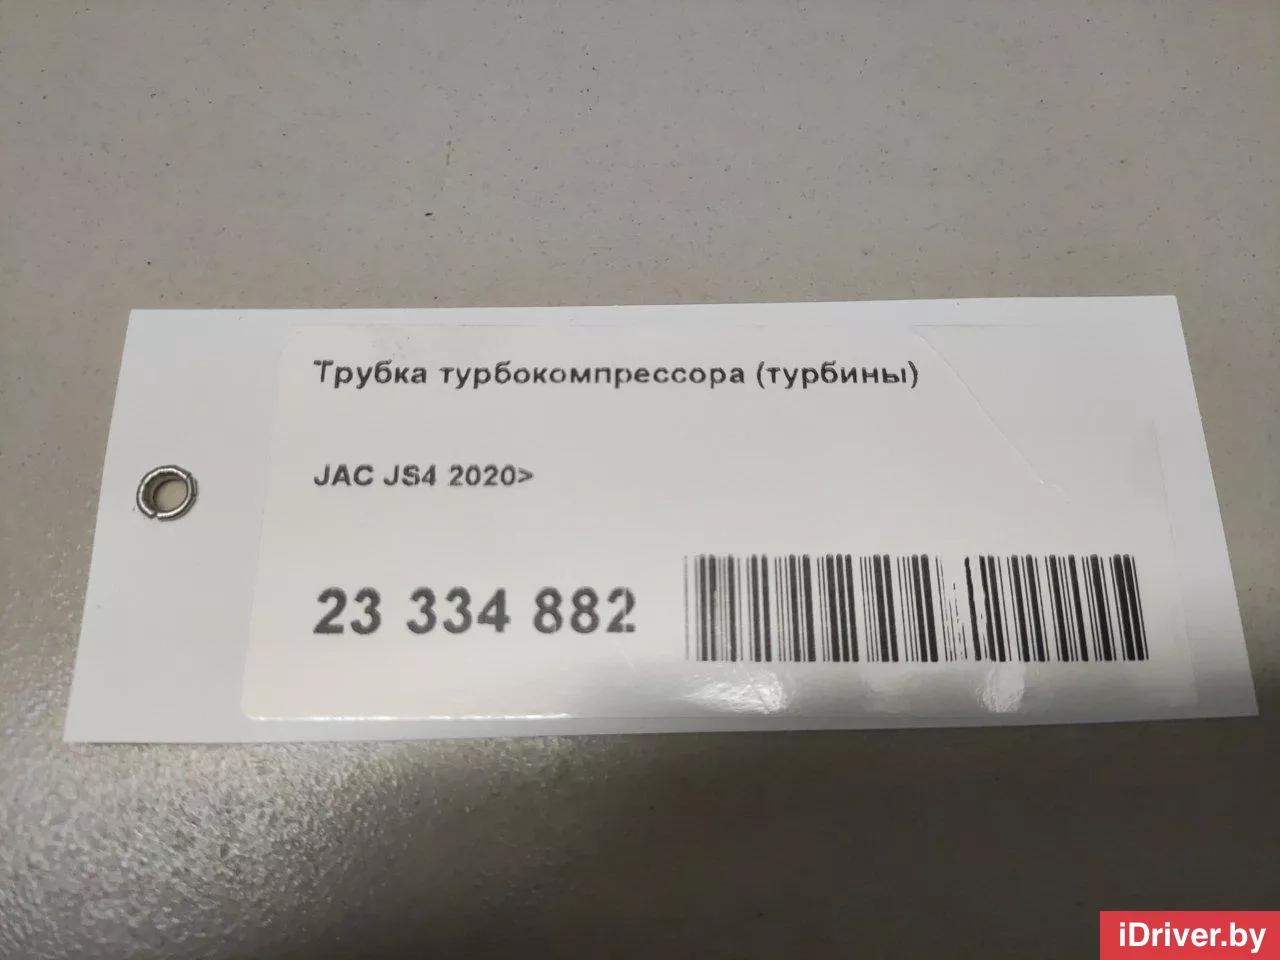 Трубка турбокомпрессора (турбины)
JAC JS4 2020>
23 334 882
iDriver.by